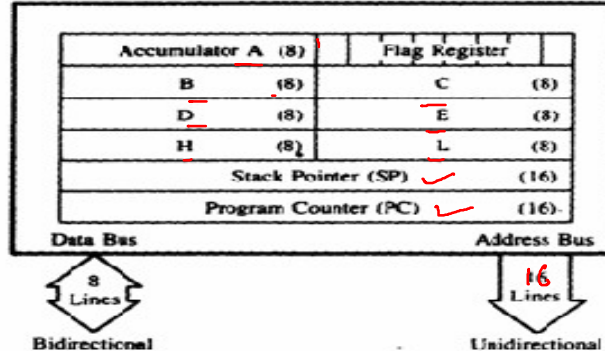 Accumulator A (8) Flag Register
B (8) C (8)
D (8) E (8)
H (8) L (8)
Stack Pointer (SP) (16)
Program Counter (PC) (16)
Data Bus Address Bus
8 Lines 16 Lines
Bidirectional Unidirectional